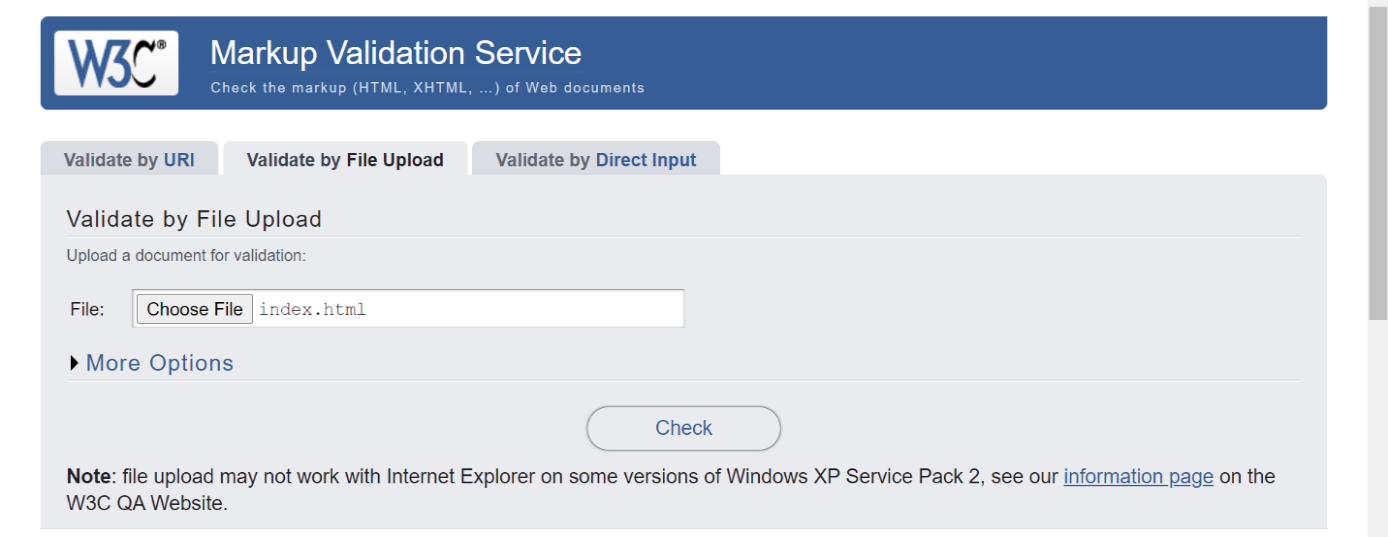 W3C®
Markup Validation Service
Check the markup (HTML, XHTML, ...) of Web documents
Validate by URI
Validate by File Upload
Validate by Direct Input
Validate by File Upload
Upload a document for validation:
File: Choose File index.html
More Options
Check
Note: file upload may not work with Internet Explorer on some versions of Windows XP Service Pack 2, see our information page on the
W3C QA Website.